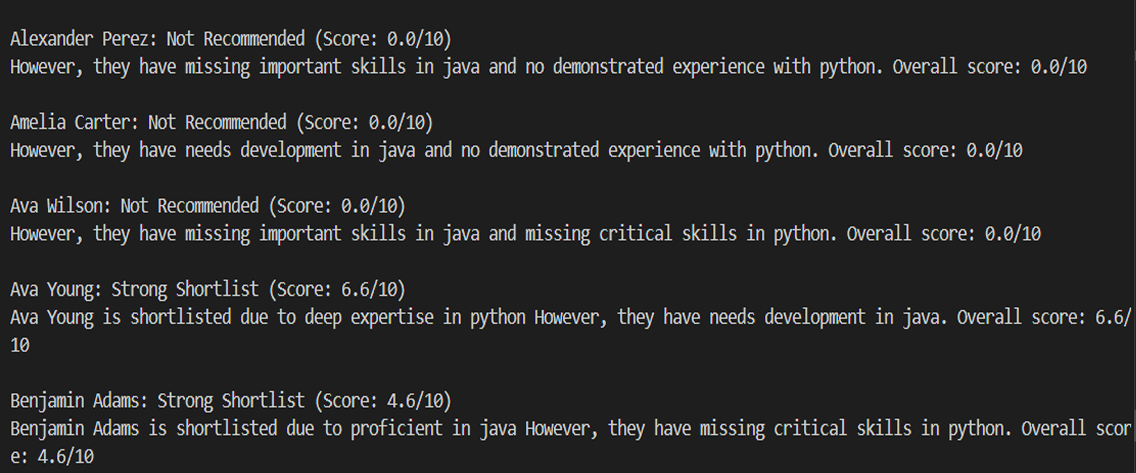 Alexander Perez: Not Recommended (Score: 0.0/10)
However, they have missing important skills in java and no demonstrated experience with python. Overall score: 0.0/10
Amelia Carter: Not Recommended (Score: 0.0/10)
However, they have needs development in java and no demonstrated experience with python. Overall score: 0.0/10
Ava Wilson: Not Recommended (Score: 0.0/10)
However, they have missing important skills in java and missing critical skills in python. Overall score: 0.0/10
Ava Young: Strong Shortlist (Score: 6.6/10)
Ava Young is shortlisted due to deep expertise in python However, they have needs development in java. Overall score: 6.6/
10
Benjamin Adams: Strong Shortlist (Score: 4.6/10)
Benjamin Adams is shortlisted due to proficient in java However, they have missing critical skills in python. Overall scor
e: 4.6/10